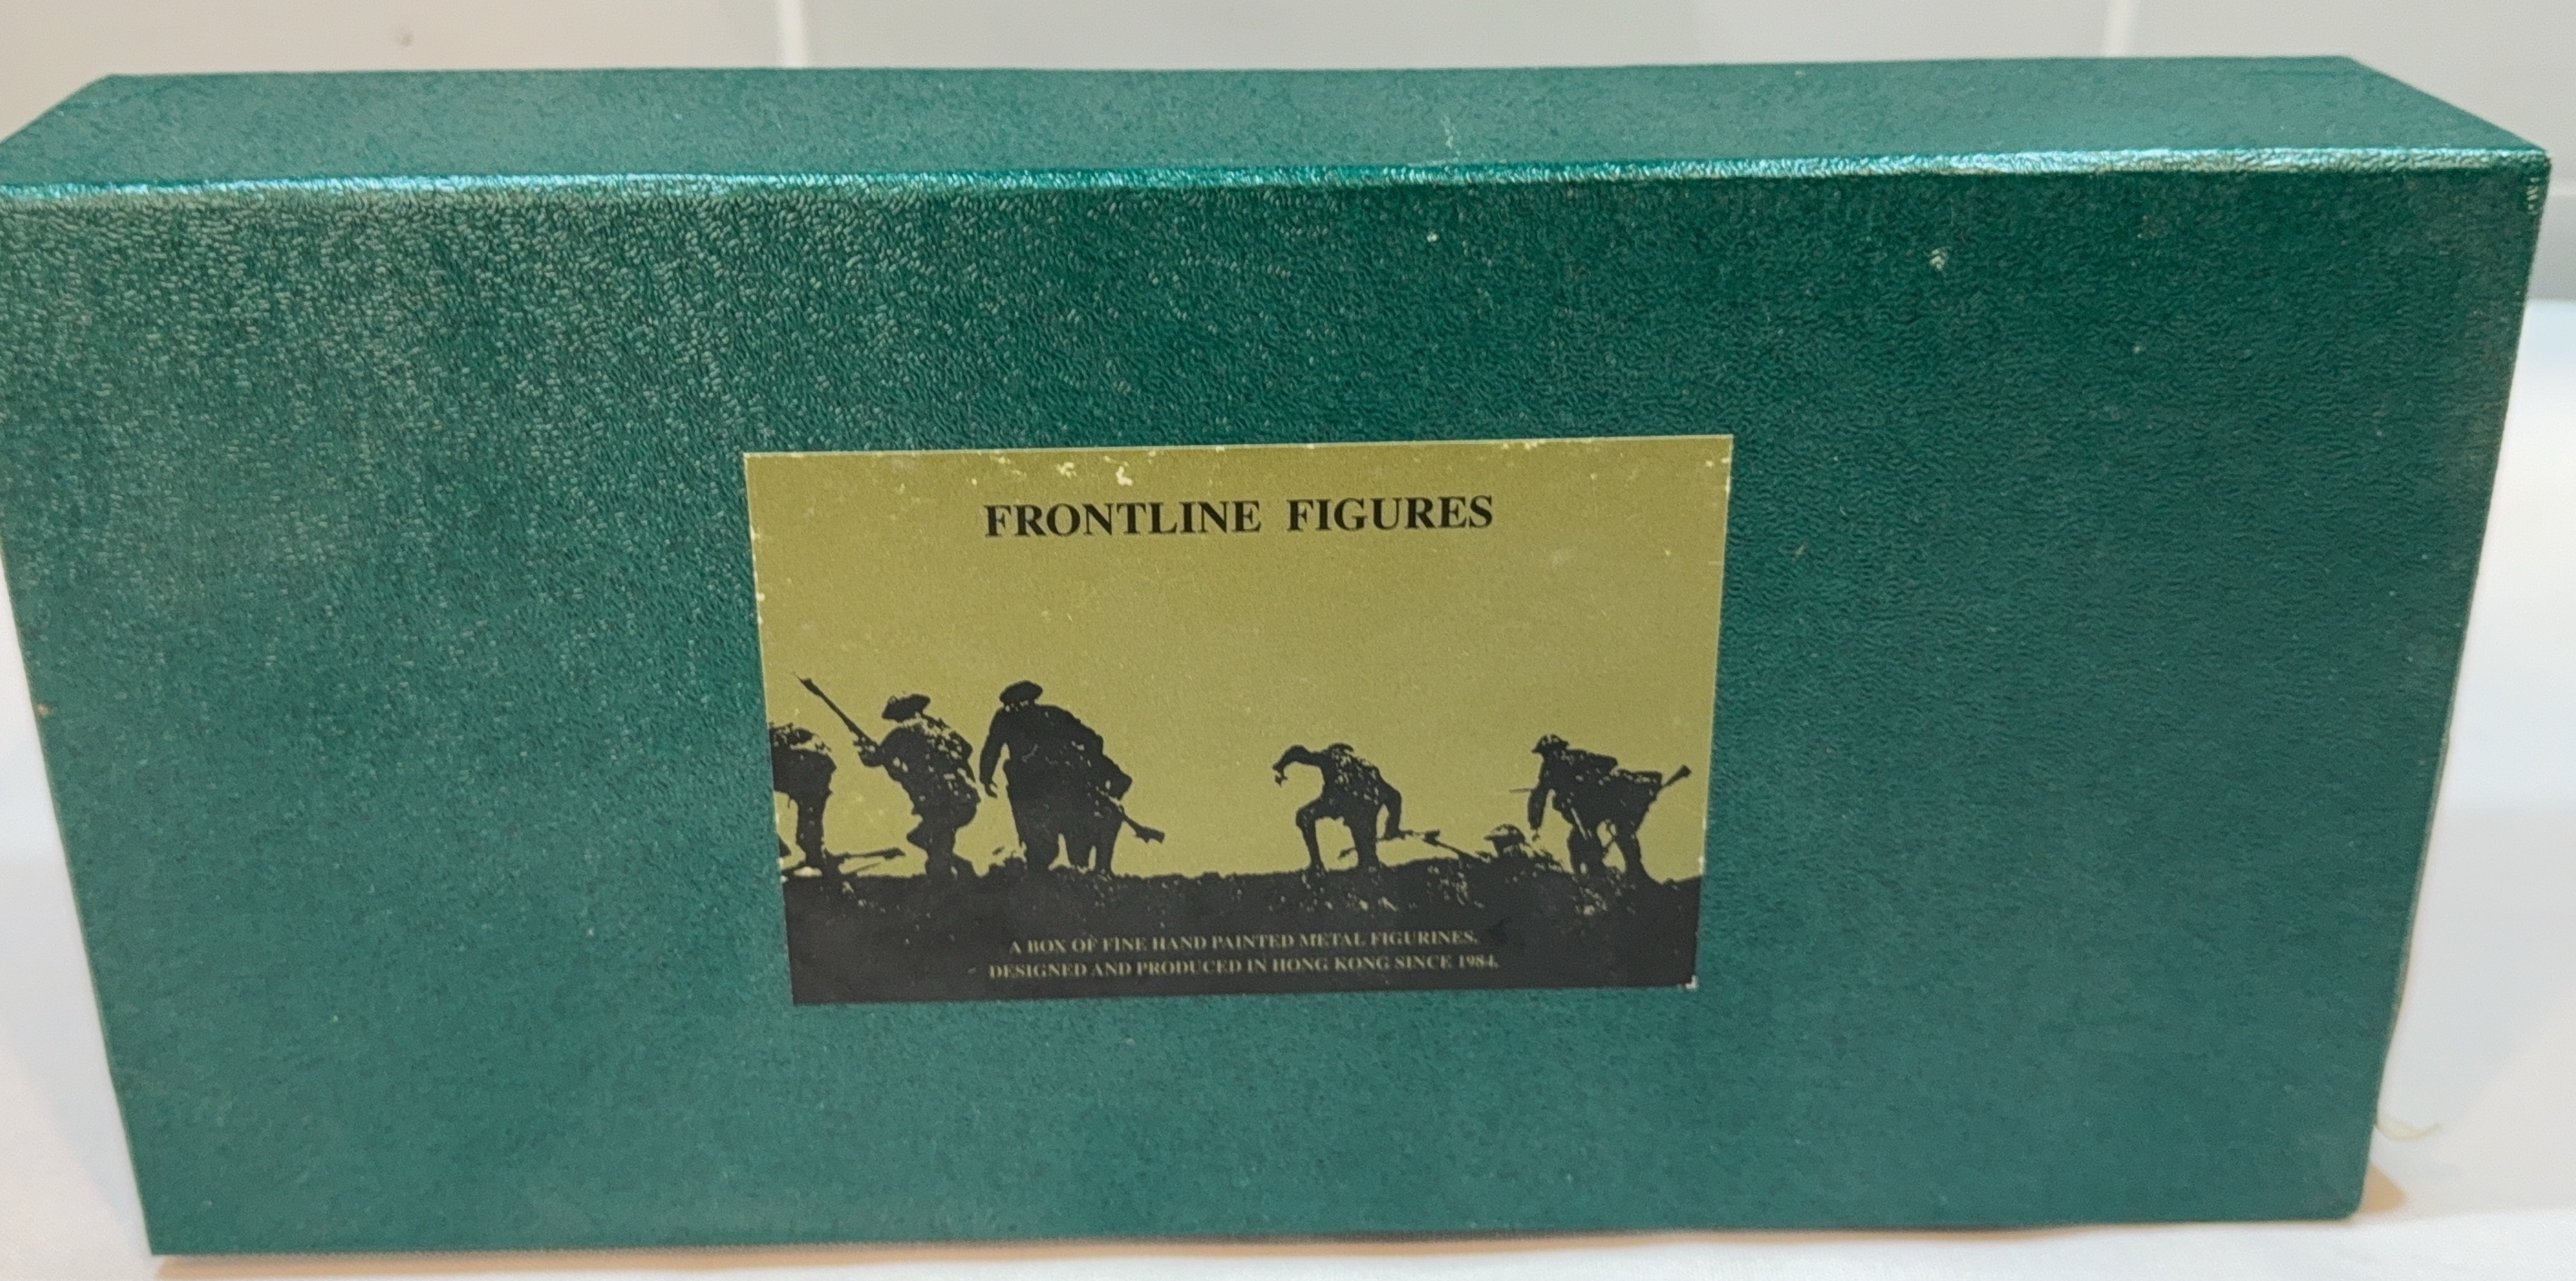 FRONTLINE FIGURES
A BOX OF FINE HAND PAINTED METAL FIGURINES.
DESIGNED AND PRODUCED IN HONG KONG SINCE 1984.